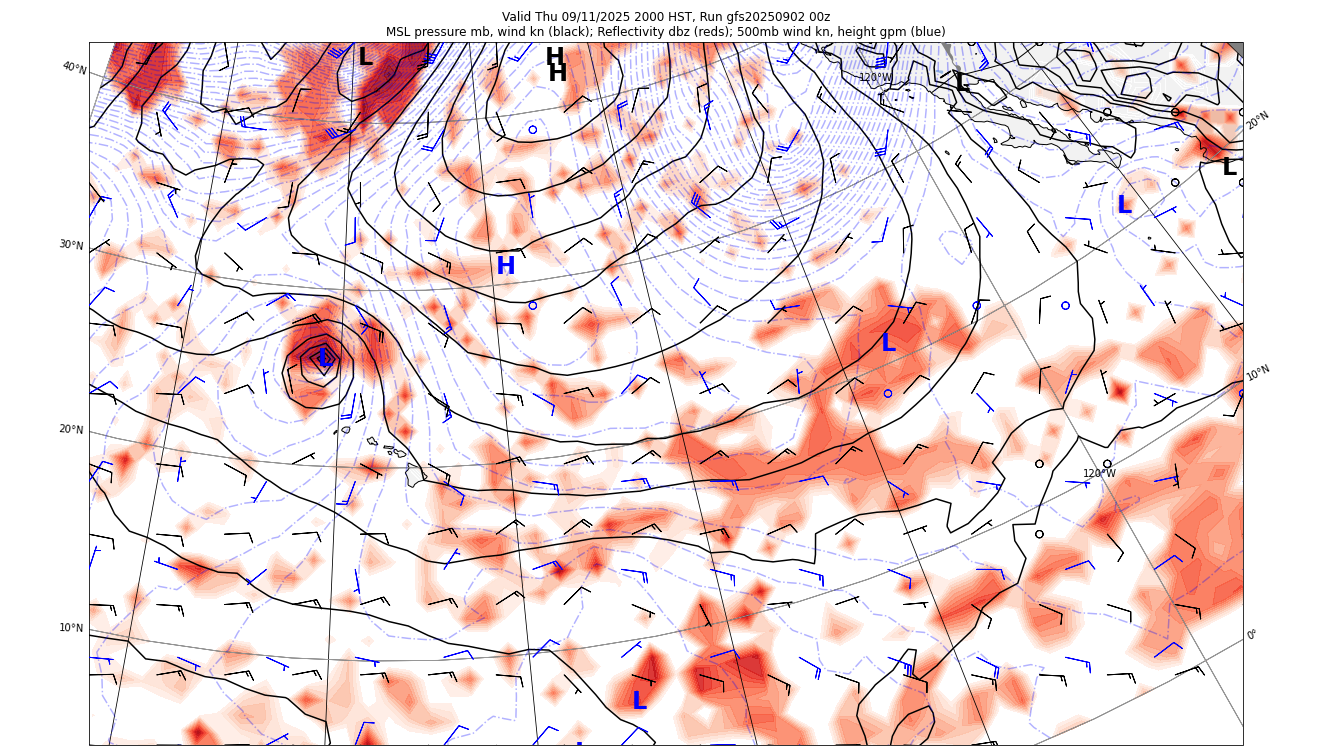 Valid Thu 09/11/2025 2000 HST, Run gfs20250902 00z
MSL pressure mb, wind kn (black); Reflectivity dbz (reds); 500mb wind kn, height gpm (blue)
L
H
H
40°N
120°W
L
20°N
L
L
30°N
H
L
L
10°N
20°N
120°W
10°N
0°
L